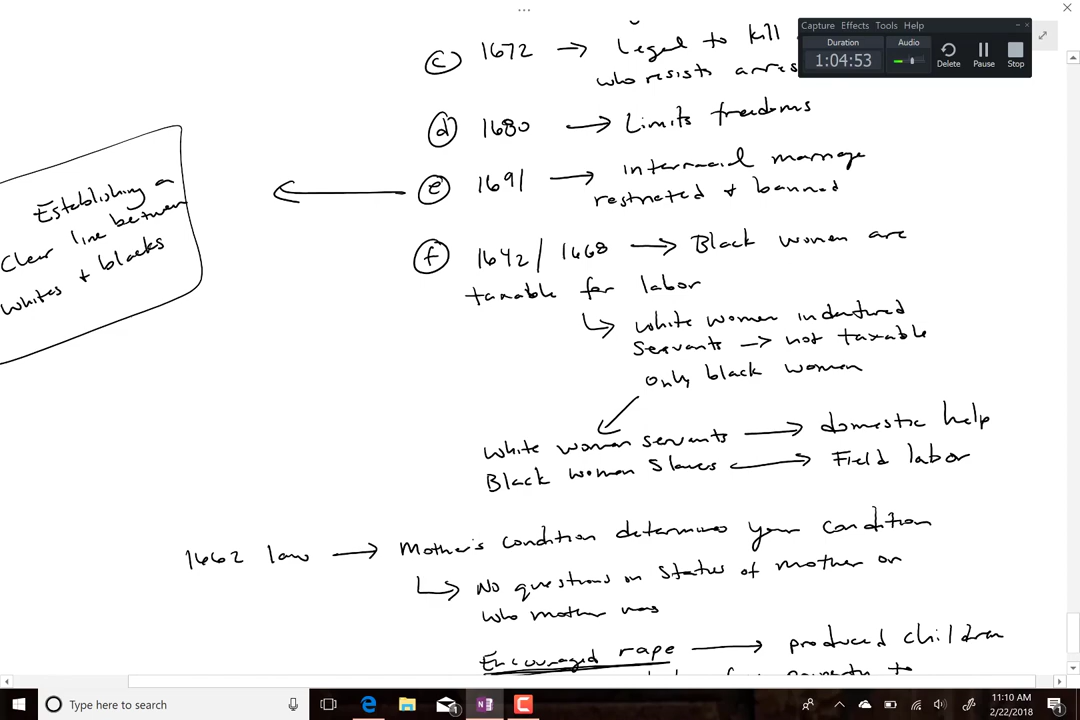 Capture Effects Tools Help
Duration
1:04:53
Audio
Delete
Pause
Stop
c 1672 → legal to kill
who resists
d 1680 → Limits freedoms
e 1691 → interracial marriage
restricted + banned
Establishing a
clear line between
whites + blacks
f 1642/1668 → Black women are
taxable for labor
↳ white women indentured
servants → not taxable
only black women
White woman servants → domestic help
Black women slaves ↔ Field labor
1662 law → Mother's condition determines your condition
↳ No questions on status of mother or
who mother was
Encouraged rape → produced children
Type here to search
11:10 AM
2/22/2018